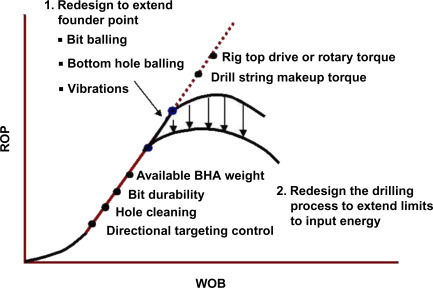 1. Redesign to extend
founder point
▪ Bit balling
▪ Bottom hole balling
▪ Vibrations
Rig top drive or rotary torque
Drill string makeup torque
Available BHA weight
Bit durability
Hole cleaning
Directional targeting control
2. Redesign the drilling
process to extend limits
to input energy
ROP
WOB